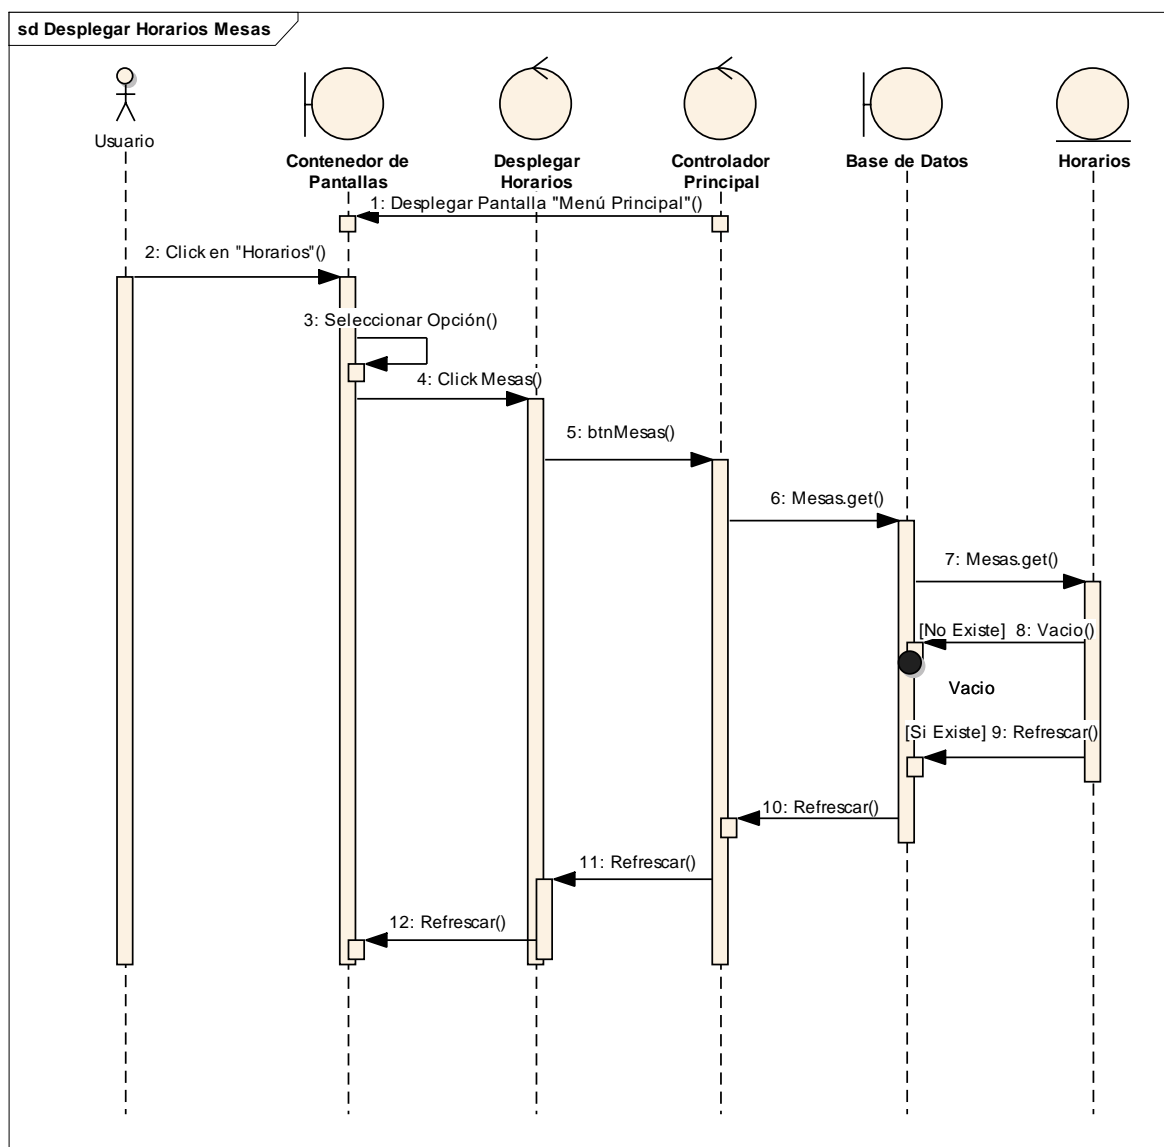 sd Desplegar Horarios Mesas
Usuario
Contenedor de
Pantallas
Desplegar
Horarios
Controlador
Principal
Base de Datos
Horarios
1: Desplegar Pantalla "Menú Principal"()
2: Click en "Horarios"()
3: Seleccionar Opción()
4: Click Mesas()
5: btnMesas()
6: Mesas.get()
7: Mesas.get()
[No Existe] 8: Vacio()
Vacio
[Si Existe] 9: Refrescar()
10: Refrescar()
11: Refrescar()
12: Refrescar()